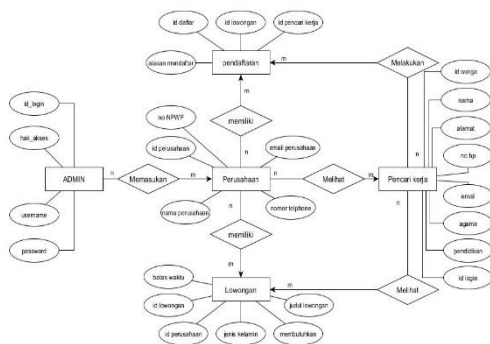 id daftar
id lowongan
id pencari kerja
alasan mendaftar
pendaftaran
Melakukan
m
m
m
id warga
nama
alamat
no hp
email
agama
pendidikan
id login
id_login
hak_akses
ADMIN
username
password
n
Memasukan
m
memiliki
n
no NPWP
id perusahaan
email perusahaan
Perusahaan
nama perusahaan
nomor telphone
n
Melihat
m
Pencari kerja
n
n
n
memiliki
m
batas waktu
id lowongan
Lowongan
judul lowongan
id perusahaan
jenis kelamin
membutuhkan
m
Melihat